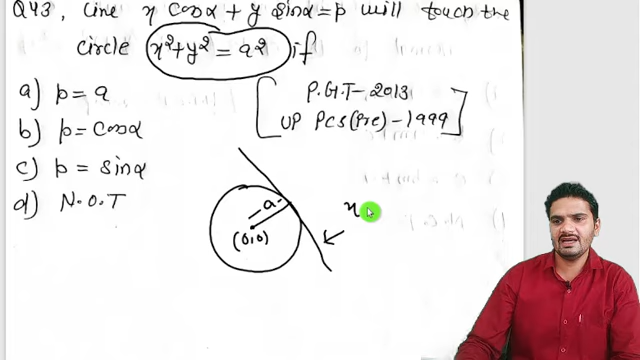 Q43, Line x cosα + y sinα = p will touch the
circle x²+y² = a² if
a) p = a
b) p = cosα
c) p = sinα
d) N.O.T
P.G.T-2013
UP PCS(Pre)-1999
a
(0,0)
x